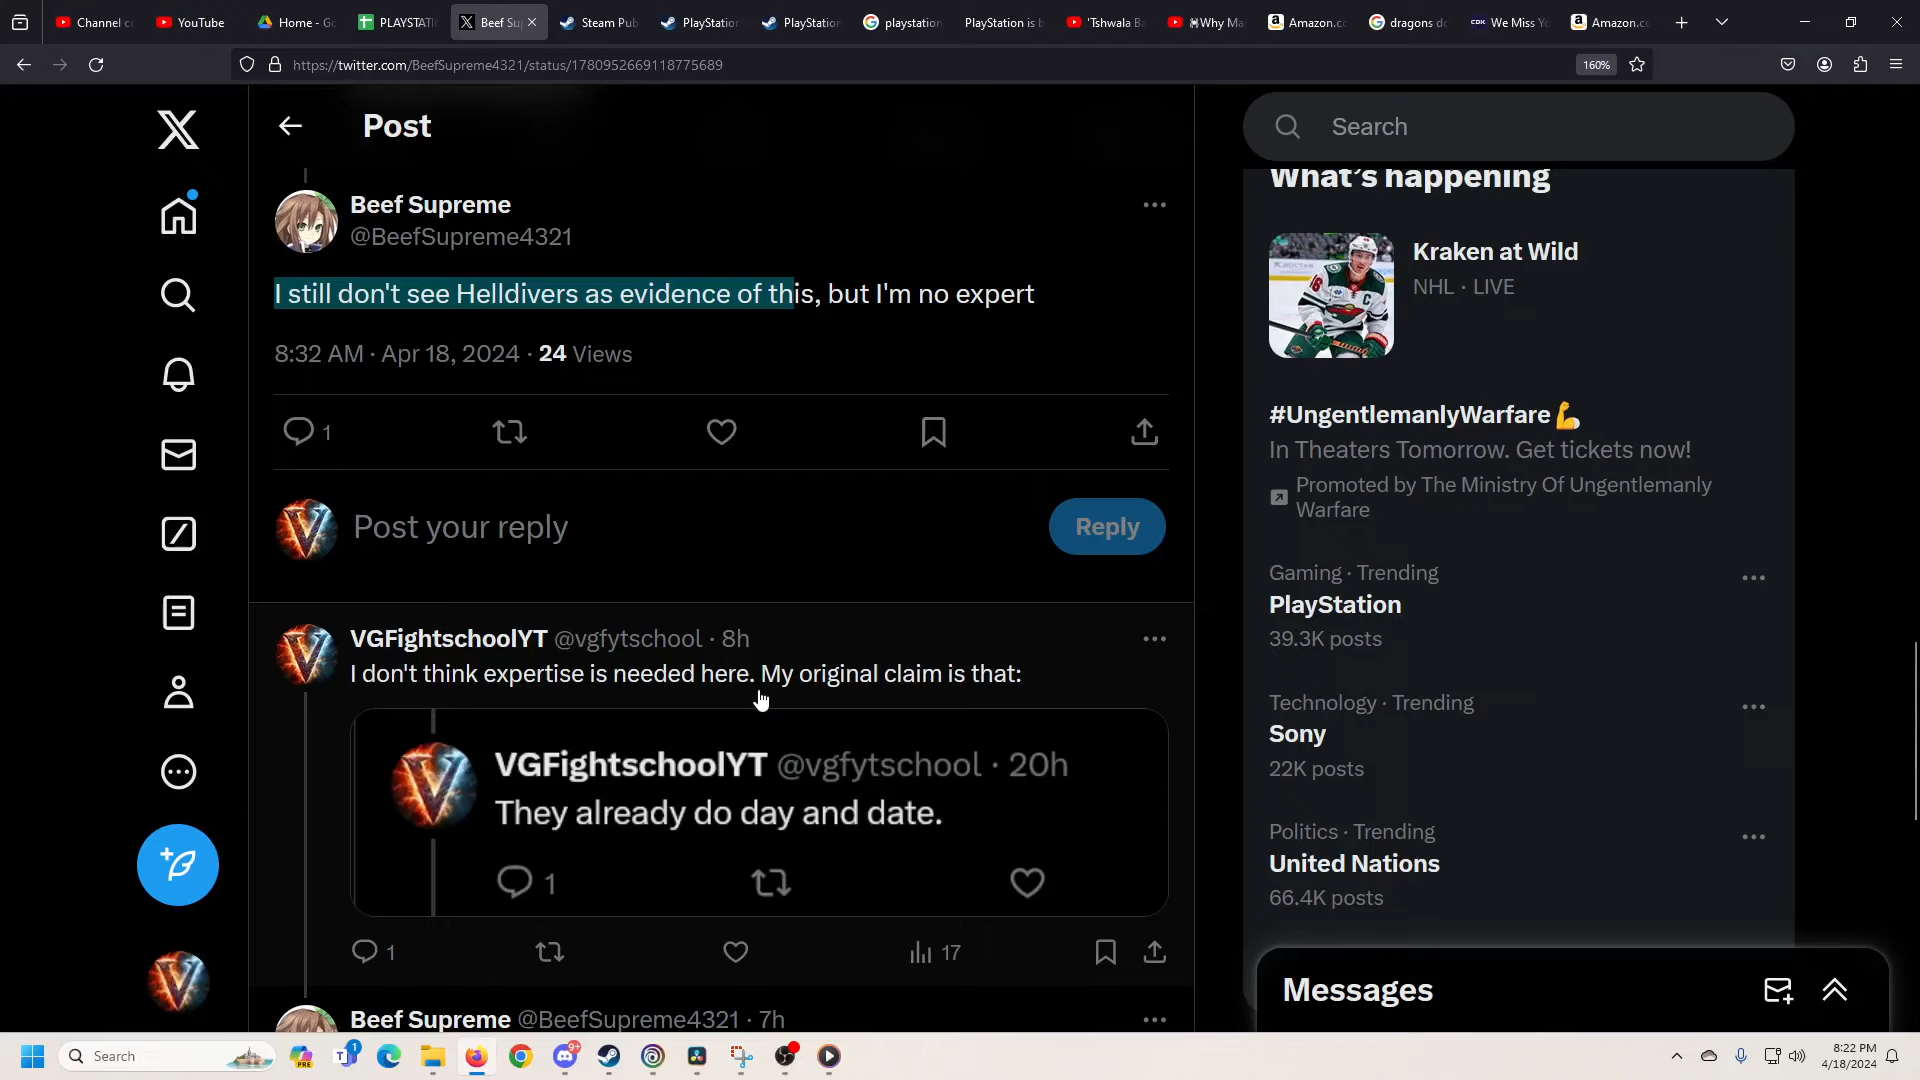 Channel c
YouTube
Home - G
PLAYSTATI
Beef Su
Steam Pub
PlayStation
PlayStation
playstation
PlayStation is b
'Tshwala Ba
Why Ma
Amazon.c
dragons d
We Miss Y
Amazon.c
https://twitter.com/BeefSupreme4321/status/1780952669118775689
160%
Post
Beef Supreme
@BeefSupreme4321
I still don't see Helldivers as evidence of this, but I'm no expert
8:32 AM · Apr 18, 2024 · 24 Views
1
Post your reply
Reply
VGFightschoolYT @vgfytschool · 8h
I don't think expertise is needed here. My original claim is that:
VGFightschoolYT @vgfytschool · 20h
They already do day and date.
1
1
17
Beef Supreme @BeefSupreme4321 · 7h
Search
What's happening
Kraken at Wild
NHL · LIVE
#UngentlemanlyWarfare💪
In Theaters Tomorrow. Get tickets now!
Promoted by The Ministry Of Ungentlemanly
Warfare
Gaming · Trending
PlayStation
39.3K posts
Technology · Trending
Sony
22K posts
Politics · Trending
United Nations
66.4K posts
Messages
Search
PRE
1
9+
8:22 PM
4/18/2024